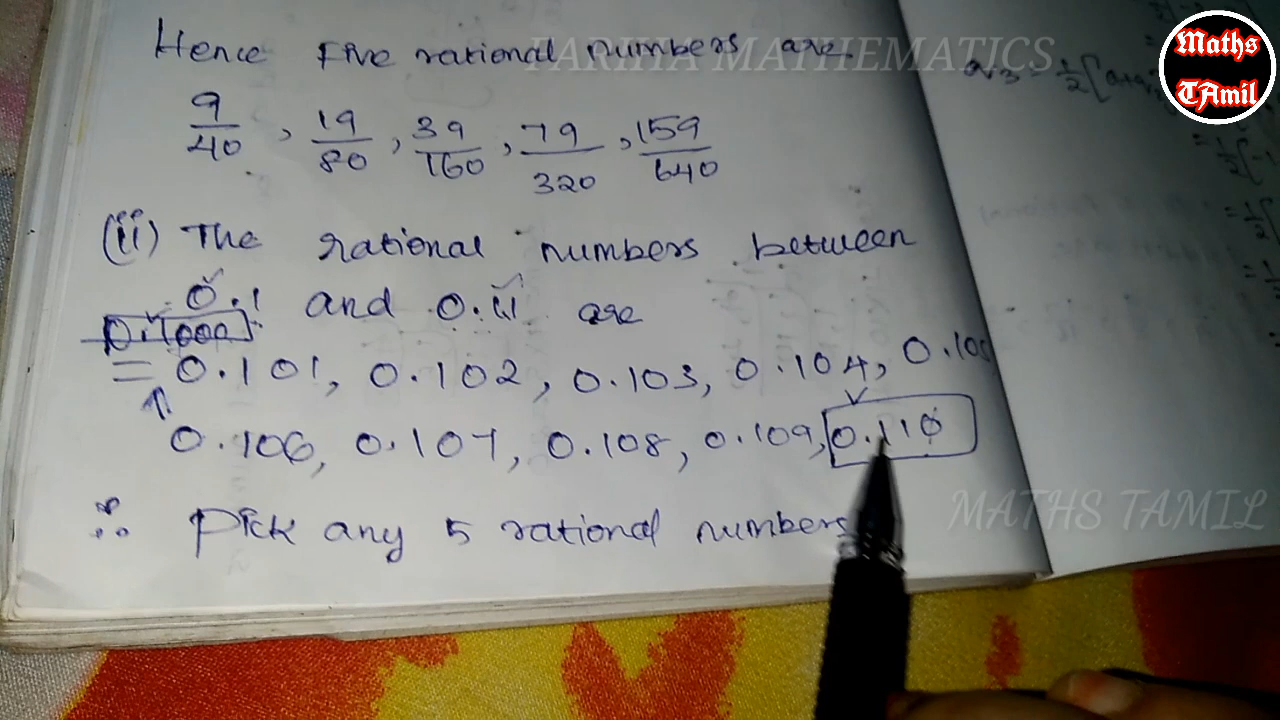 Hence Five rational numbers are.
FARIHA MATHEMATICS
Maths
TAmil
9/40, 19/80, 39/160, 79/320, 159/640
(ii) The rational numbers between
0.1 and 0.11 are
0.1000
= 0.101, 0.102, 0.103, 0.104,
0.106, 0.107, 0.108, 0.109, 0.110
MATHS TAMIL
∴ Pick any 5 rational numbers